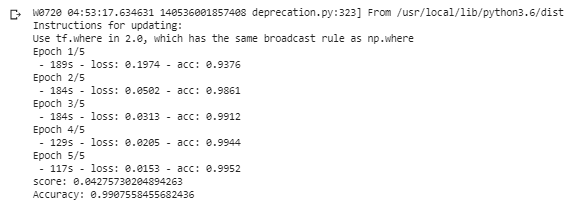 W0720 04:53:17.634631 140536001857408 deprecation.py:323] From /usr/local/lib/python3.6/dist
Instructions for updating:
Use tf.where in 2.0, which has the same broadcast rule as np.where
Epoch 1/5
 - 189s - loss: 0.1974 - acc: 0.9376
Epoch 2/5
 - 184s - loss: 0.0502 - acc: 0.9861
Epoch 3/5
 - 184s - loss: 0.0313 - acc: 0.9912
Epoch 4/5
 - 129s - loss: 0.0205 - acc: 0.9944
Epoch 5/5
 - 117s - loss: 0.0153 - acc: 0.9952
score: 0.04275730204894263
Accuracy: 0.9907558455682436